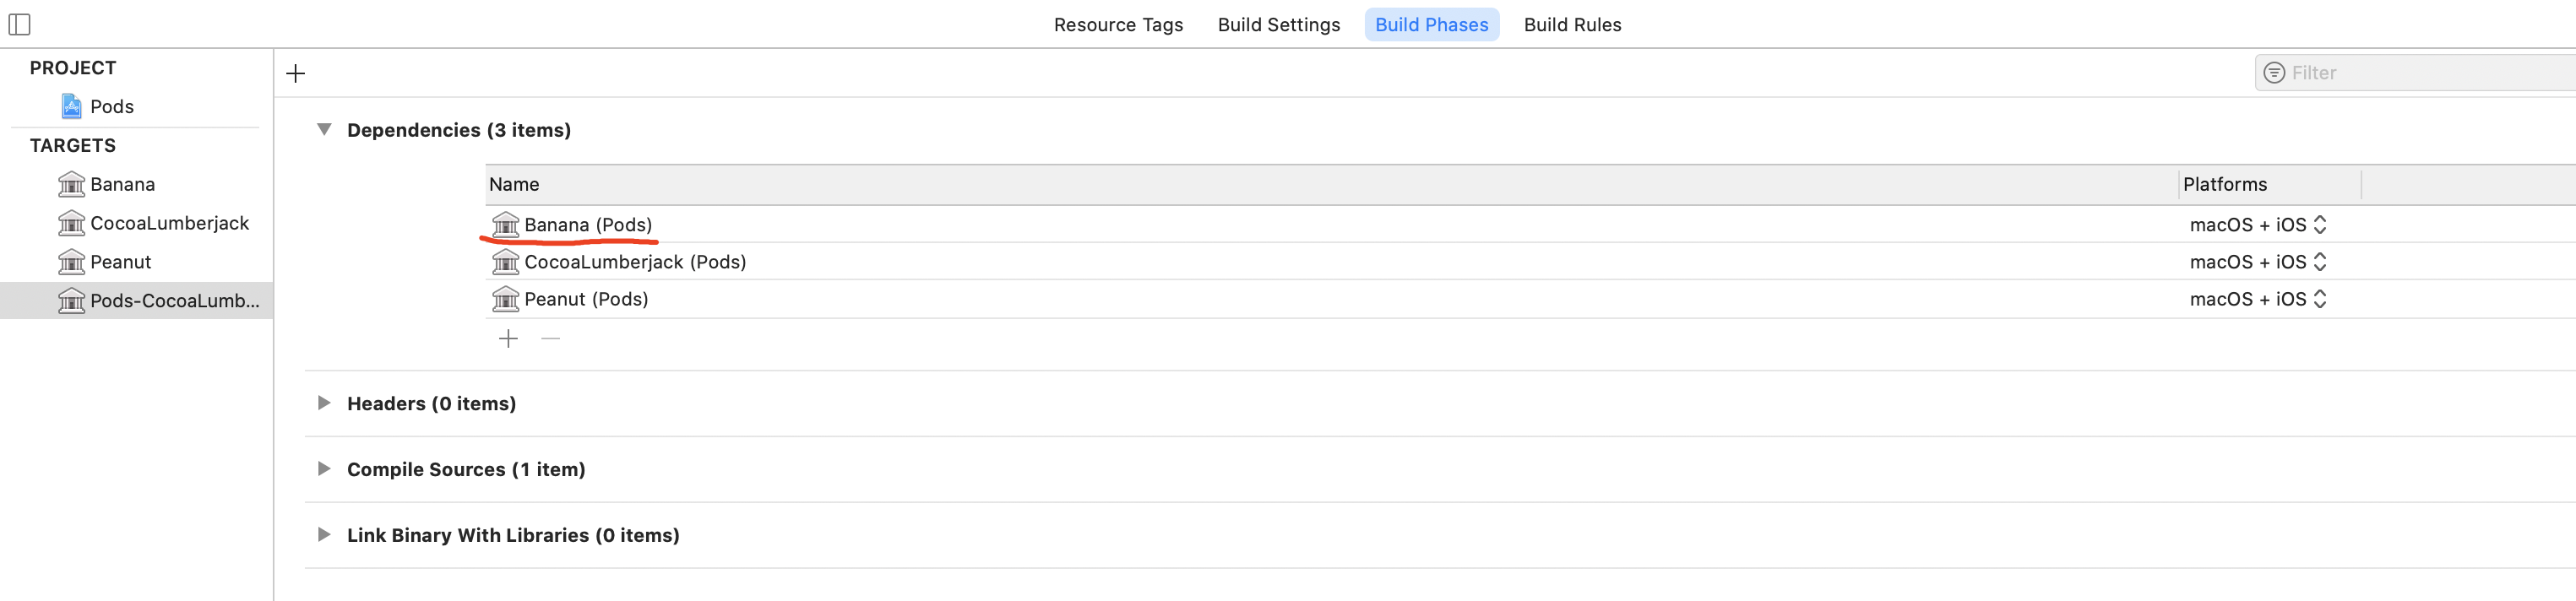 Resource Tags Build Settings Build Phases Build Rules
PROJECT
Pods
TARGETS
Banana
CocoaLumberjack
Peanut
Pods-CocoaLumb...
Filter
Dependencies (3 items)
Name Platforms
Banana (Pods) macOS + iOS
CocoaLumberjack (Pods) macOS + iOS
Peanut (Pods) macOS + iOS
Headers (0 items)
Compile Sources (1 item)
Link Binary With Libraries (0 items)